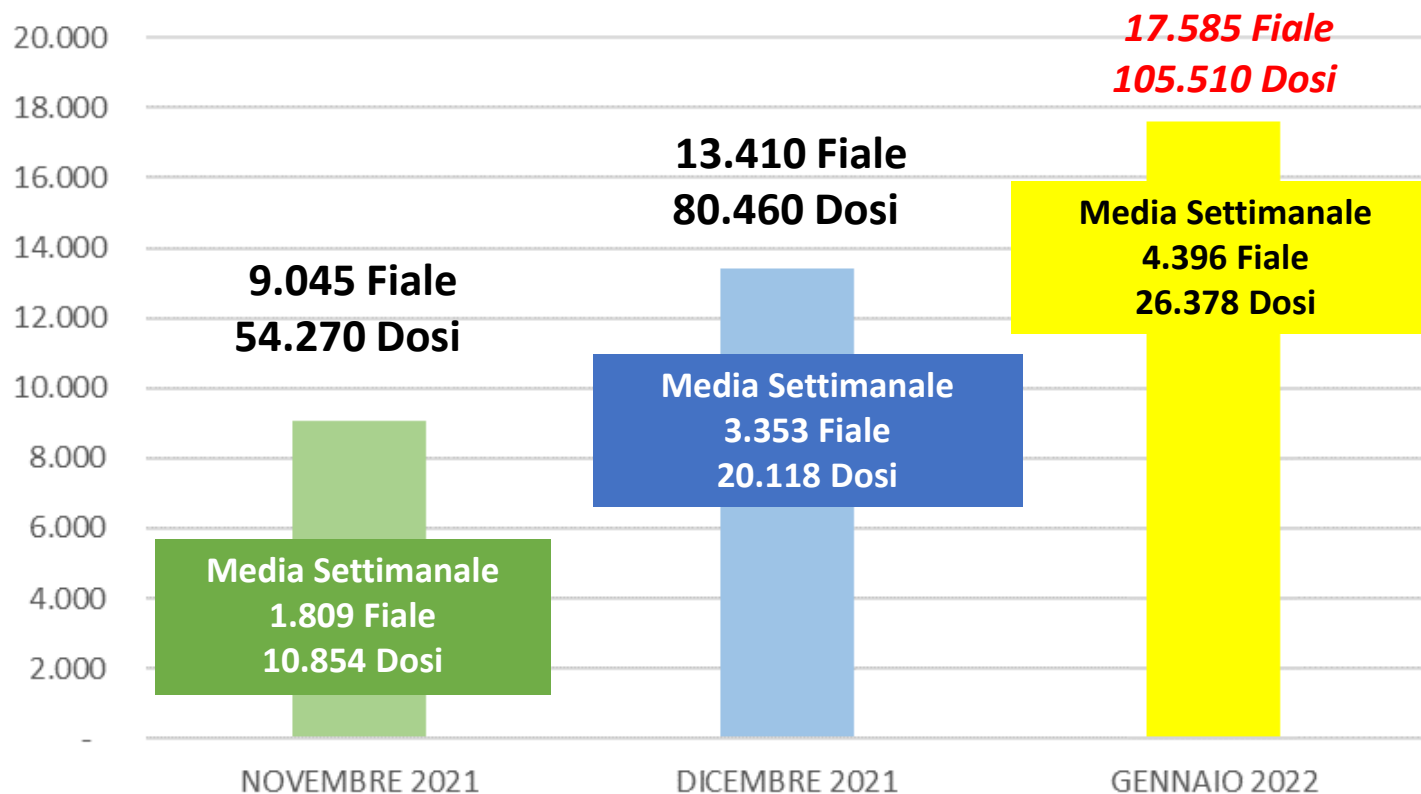 20.000
18.000
16.000
14.000
12.000
10.000
8.000
6.000
4.000
2.000
-
9.045 Fiale
54.270 Dosi
Media Settimanale
1.809 Fiale
10.854 Dosi
13.410 Fiale
80.460 Dosi
Media Settimanale
3.353 Fiale
20.118 Dosi
17.585 Fiale
105.510 Dosi
Media Settimanale
4.396 Fiale
26.378 Dosi
NOVEMBRE 2021
DICEMBRE 2021
GENNAIO 2022